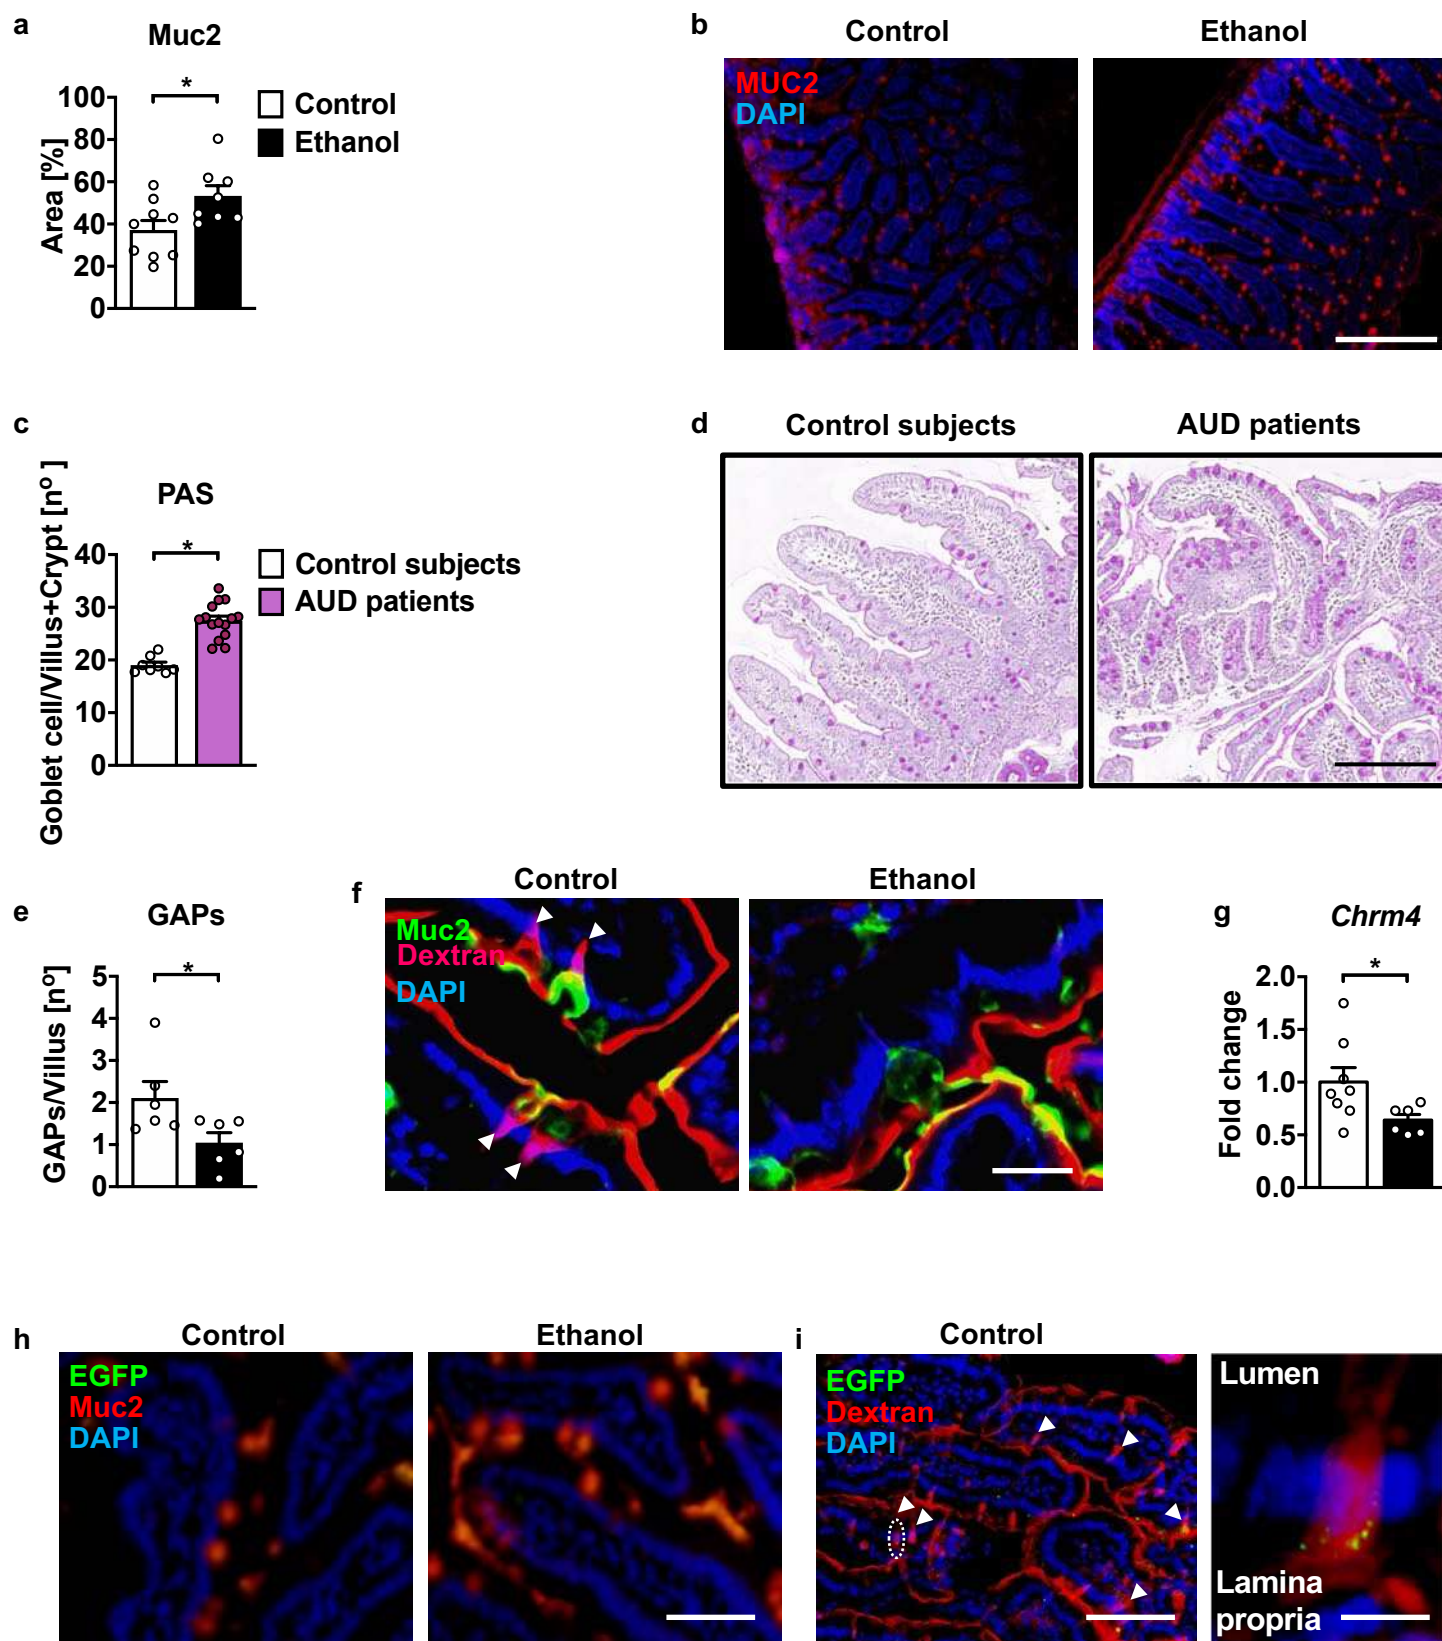 a
Muc2
*
Area [%]
100
80
60
40
20
0
Control
Ethanol
b
Control
Ethanol
MUC2
DAPI
c
PAS
*
Goblet cell/Villus+Crypt [nº]
40
30
20
10
0
Control subjects
AUD patients
d
Control subjects
AUD patients
e
GAPs
*
GAPs/Villus [nº]
5
4
3
2
1
0
f
Control
Ethanol
Muc2
Dextran
DAPI
g
Chrm4
*
Fold change
2.0
1.5
1.0
0.5
0.0
h
Control
Ethanol
EGFP
Muc2
DAPI
i
Control
EGFP
Dextran
DAPI
Lumen
Lamina
propria